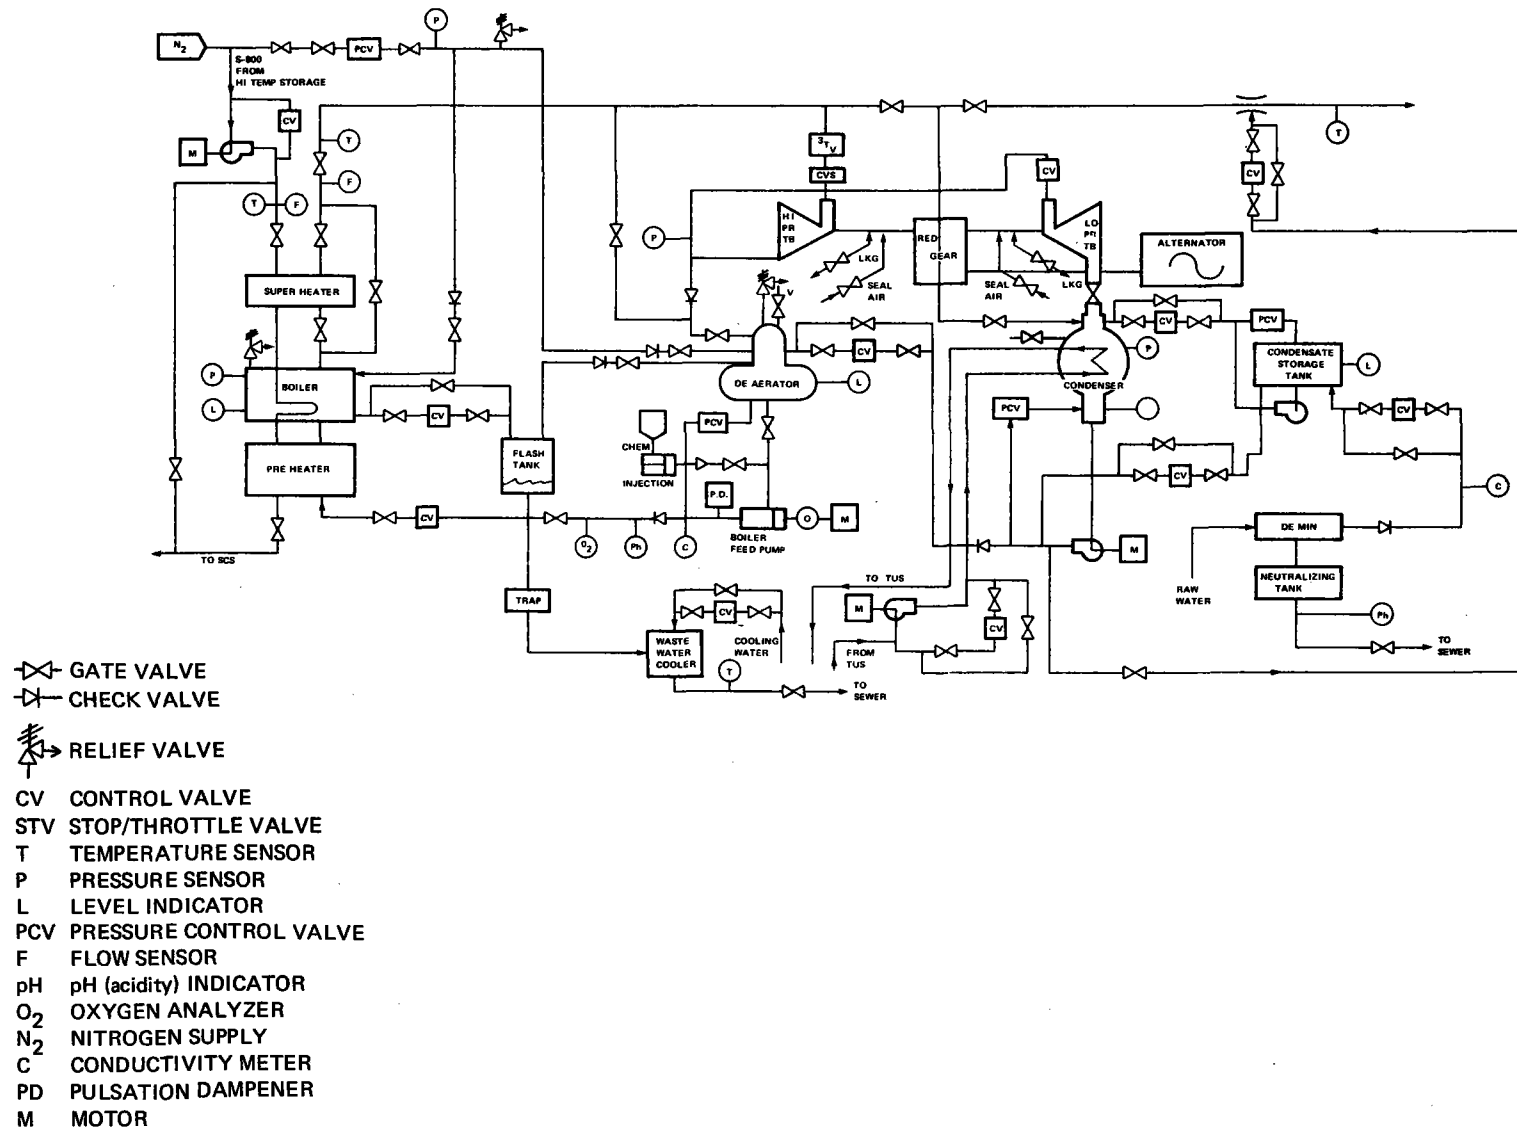 P
N2
PCV
S-800
FROM
HI TEMP STORAGE
CV
M
T
F
T
F
3TV
CVS
CV
T
CV
HI
PR
TB
RED
GEAR
LO
PR
TB
ALTERNATOR
P
LKG
SEAL
AIR
SEAL
AIR
LKG
V
SUPER HEATER
P
BOILER
L
CV
DE AERATOR
L
CV
P
CONDENSER
CV
PCV
CONDENSATE
STORAGE
TANK
L
PCV
PCV
CV
PRE HEATER
FLASH
TANK
CHEM
INJECTION
CV
C
P.D.
CV
O2
Ph
C
BOILER
FEED PUMP
O
M
M
DE MIN
TO SCS
TRAP
RAW
WATER
NEUTRALIZING
TANK
Ph
TO
SEWER
CV
WASTE
WATER
COOLER
COOLING
WATER
T
TO
SEWER
TO TUS
M
FROM
TUS
CV
GATE VALVE
CHECK VALVE
RELIEF VALVE
CV CONTROL VALVE
STV STOP/THROTTLE VALVE
T TEMPERATURE SENSOR
P PRESSURE SENSOR
L LEVEL INDICATOR
PCV PRESSURE CONTROL VALVE
F FLOW SENSOR
pH pH (acidity) INDICATOR
O2 OXYGEN ANALYZER
N2 NITROGEN SUPPLY
C CONDUCTIVITY METER
PD PULSATION DAMPENER
M MOTOR